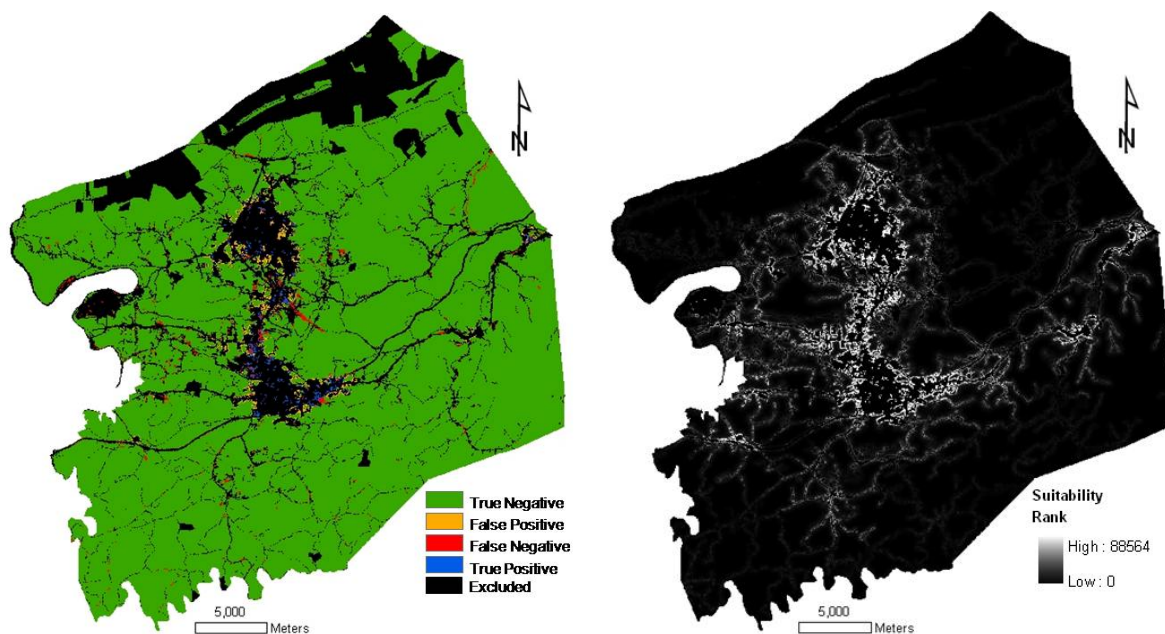 N
True Negative
False Positive
False Negative
True Positive
Excluded
5,000
Meters
N
Suitability
Rank
High : 88564
Low : 0
5,000
Meters